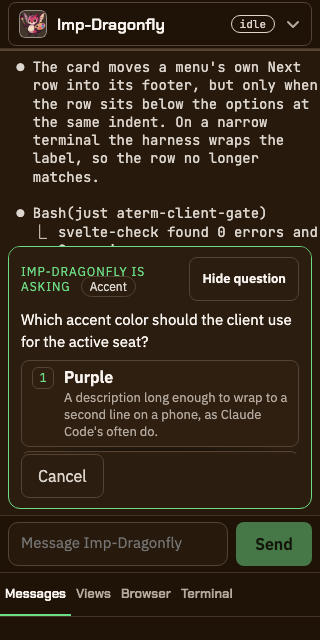 Imp-Dragonfly
idle
● The card moves a menu's own Next
row into its footer, but only when
the row sits below the options at
the same indent. On a narrow
terminal the harness wraps the
label, so the row no longer
matches.
● Bash(just aterm-client-gate)
⎿ svelte-check found 0 errors and
IMP-DRAGONFLY IS
ASKING Accent
Hide question
Which accent color should the client use
for the active seat?
1 Purple
A description long enough to wrap to a
second line on a phone, as Claude
Code's often do.
Cancel
Message Imp-Dragonfly
Send
Messages Views Browser Terminal